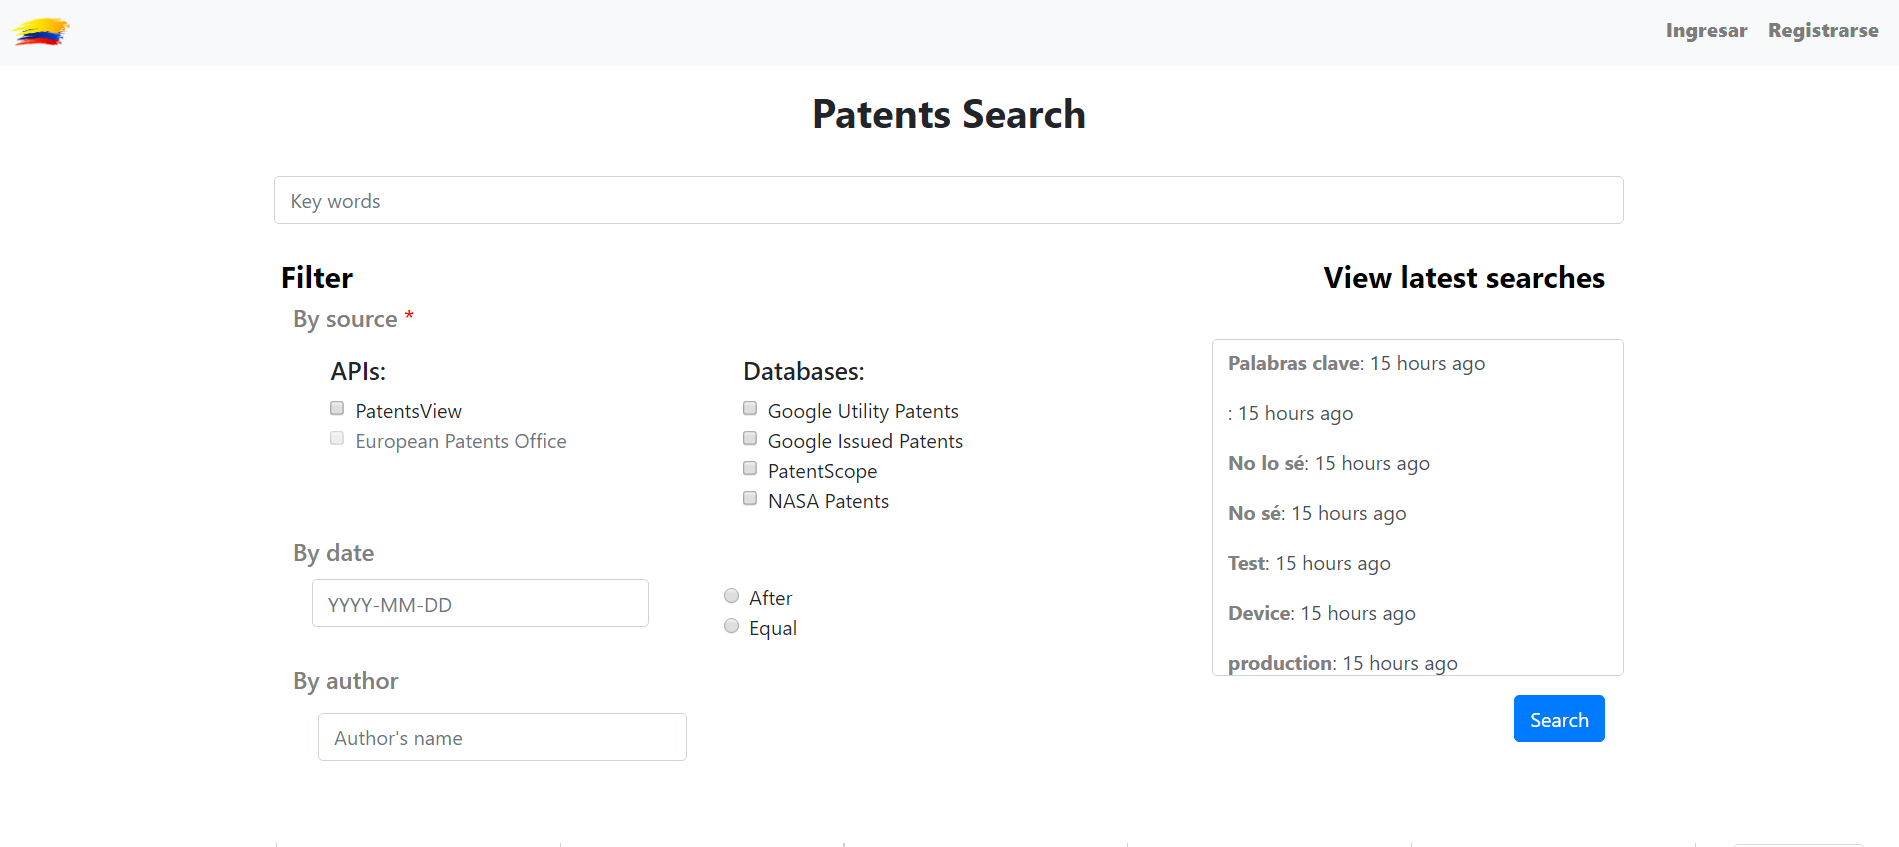 Ingresar Registrarse
Patents Search
Key words
Filter
By source *
APIs:
PatentsView
European Patents Office
Databases:
Google Utility Patents
Google Issued Patents
PatentScope
NASA Patents
By date
YYYY-MM-DD
After
Equal
By author
Author's name
View latest searches
Palabras clave: 15 hours ago
: 15 hours ago
No lo sé: 15 hours ago
No sé: 15 hours ago
Test: 15 hours ago
Device: 15 hours ago
production: 15 hours ago
Search